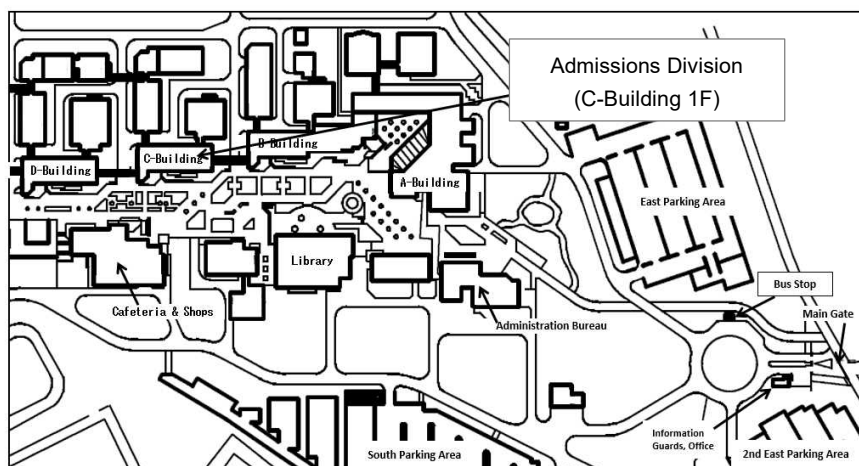 Admissions Division
(C-Building 1F)
B-Building
C-Building
D-Building
A-Building
East Parking Area
Library
Bus Stop
Cafeteria & Shops
Main Gate
Administration Bureau
Information
Guards, Office
South Parking Area
2nd East Parking Area